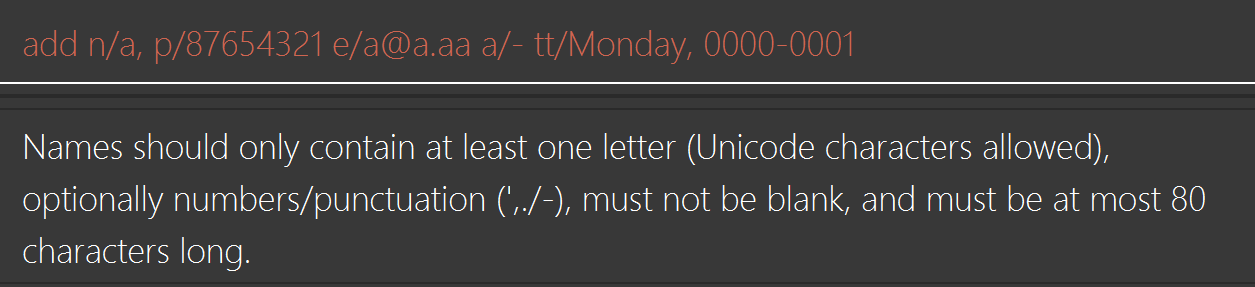 add n/a, p/87654321 e/a@a.aa a/- tt/Monday, 0000-0001
Names should only contain at least one letter (Unicode characters allowed),
optionally numbers/punctuation (',./-), must not be blank, and must be at most 80
characters long.